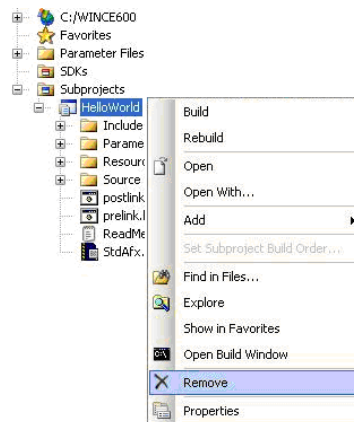 C:/WINCE600
Favorites
Parameter Files
SDKs
Subprojects
HelloWorld
Include
Parame
Resourc
Source
postlink
prelink.l
ReadMe
StdAfx.
Build
Rebuild
Open
Open With...
Add
Set Subproject Build Order...
Find in Files...
Explore
Show in Favorites
Open Build Window
Remove
Properties